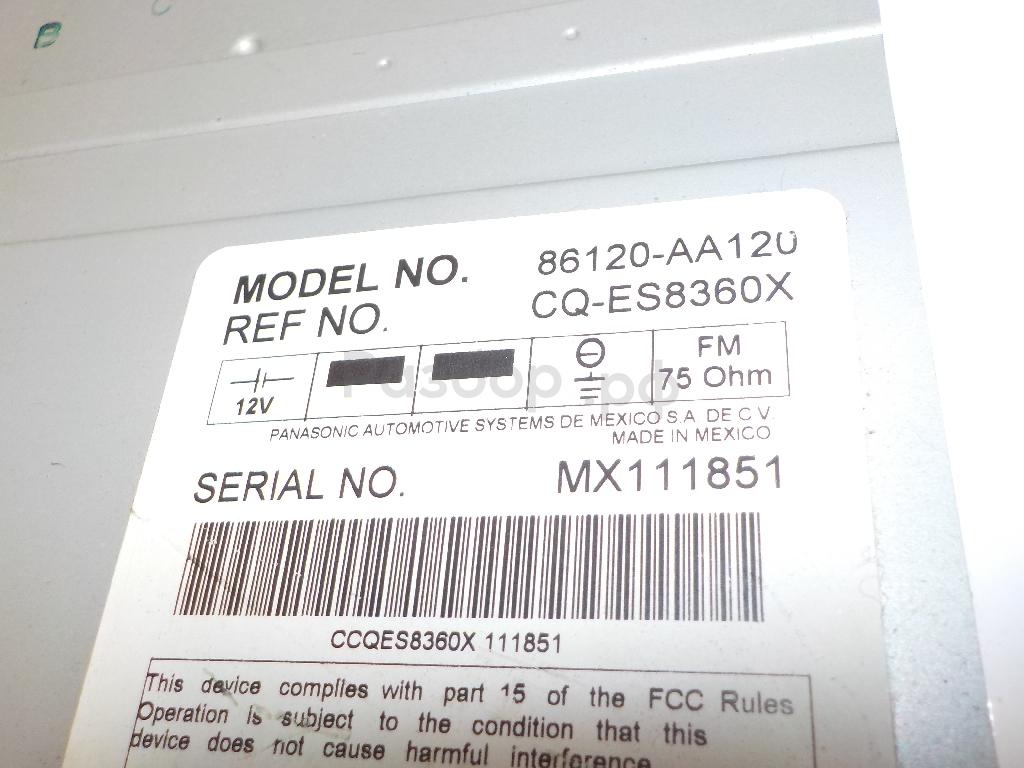 B
MODEL NO. 86120-AA120
REF NO. CQ-ES8360X
12V
FM
75 Ohm
Разбор.рф
PANASONIC AUTOMOTIVE SYSTEMS DE MEXICO S.A. DE C V
MADE IN MEXICO
SERIAL NO. MX111851
CCQES8360X 111851
This device complies with part 15 of the FCC Rules
Operation is subject to the condition that this
device does not cause harmful interference